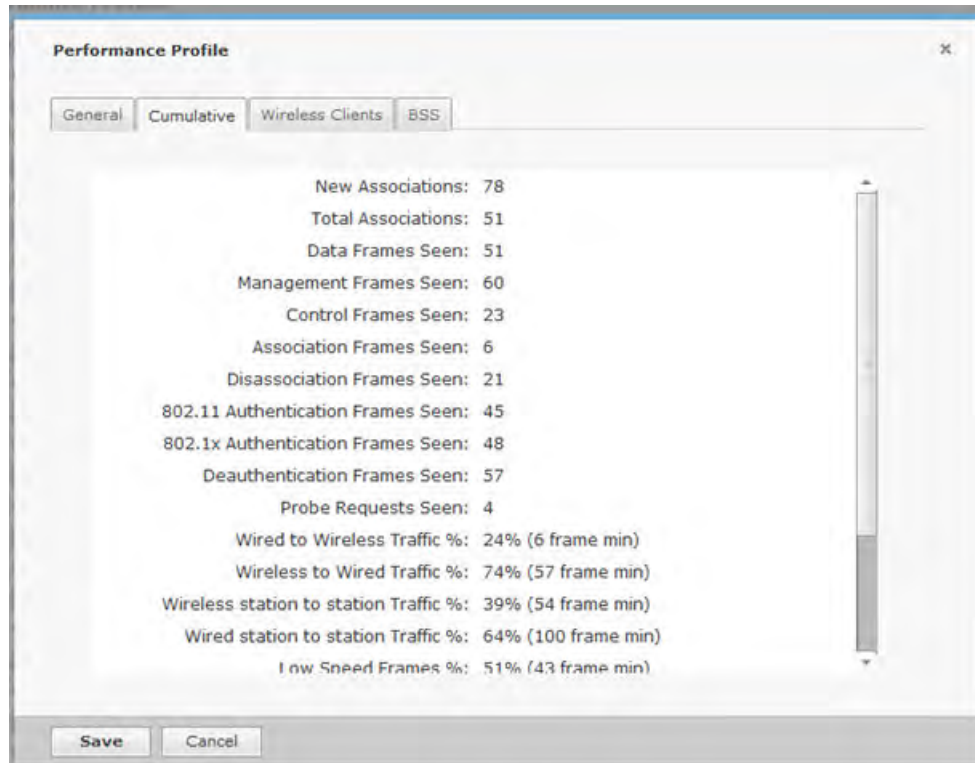 Performance Profile ×
General Cumulative Wireless Clients BSS
New Associations: 78
Total Associations: 51
Data Frames Seen: 51
Management Frames Seen: 60
Control Frames Seen: 23
Association Frames Seen: 6
Disassociation Frames Seen: 21
802.11 Authentication Frames Seen: 45
802.1x Authentication Frames Seen: 48
Deauthentication Frames Seen: 57
Probe Requests Seen: 4
Wired to Wireless Traffic %: 24% (6 frame min)
Wireless to Wired Traffic %: 74% (57 frame min)
Wireless station to station Traffic %: 39% (54 frame min)
Wired station to station Traffic %: 64% (100 frame min)
Low Speed Frames %: 51% (43 frame min)
Save Cancel